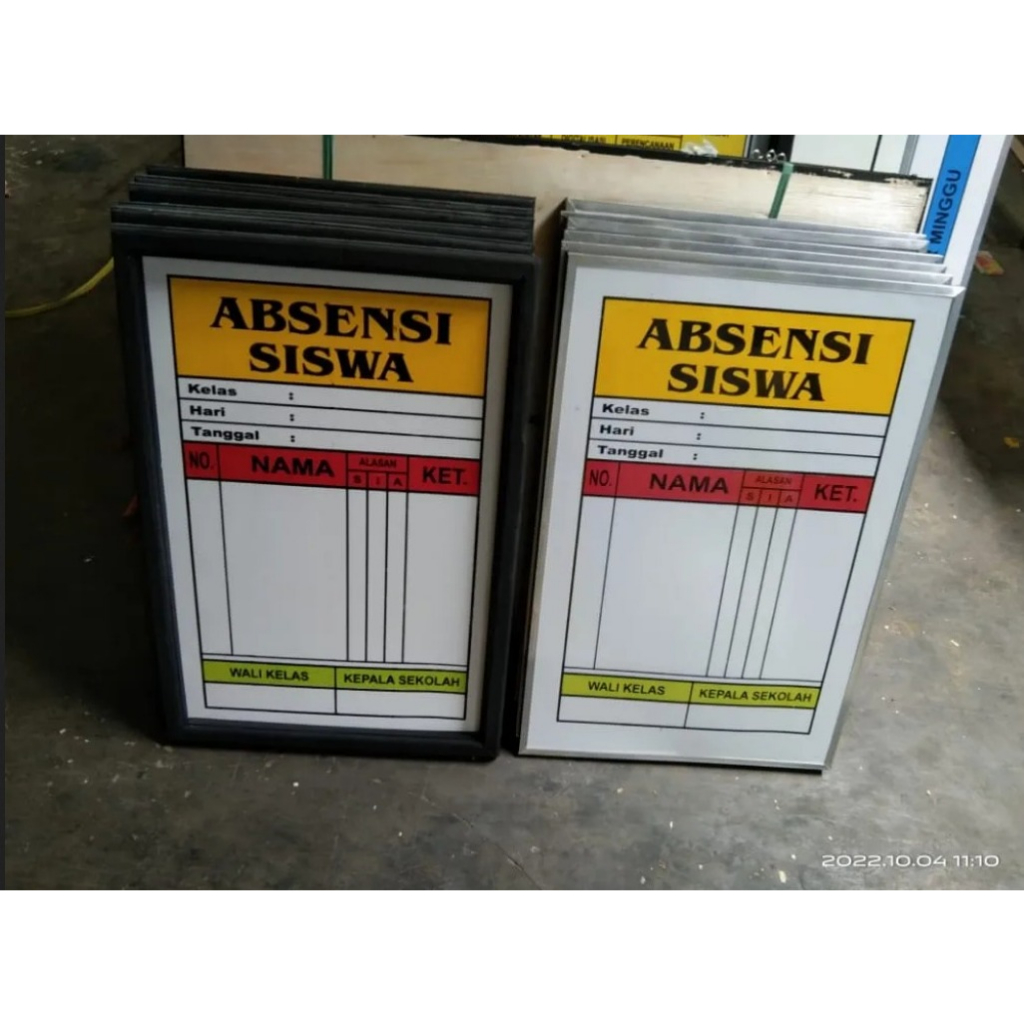 PERENCANAAN
MINGGU
ABSENSI
SISWA
Kelas :
Hari :
Tanggal :
NO. NAMA ALASAN KET.
S I A
WALI KELAS KEPALA SEKOLAH
ABSENSI
SISWA
Kelas :
Hari :
Tanggal :
NO. NAMA ALASAN KET.
S I A
WALI KELAS KEPALA SEKOLAH
2022.10.04 11:10